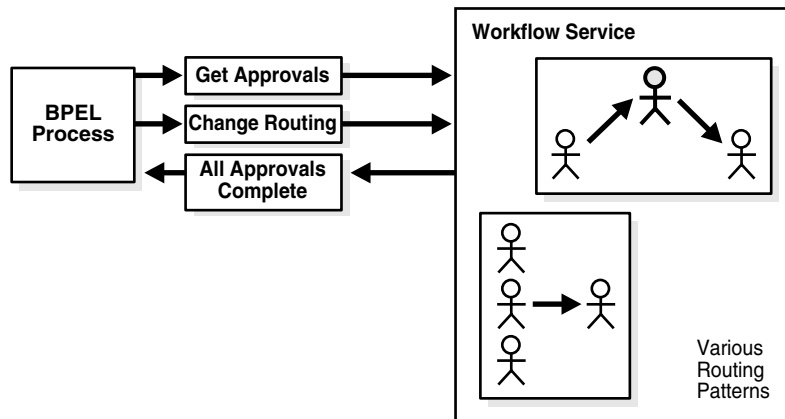 Workflow Service
BPEL
Process
Get Approvals
Change Routing
All Approvals
Complete
Various
Routing
Patterns